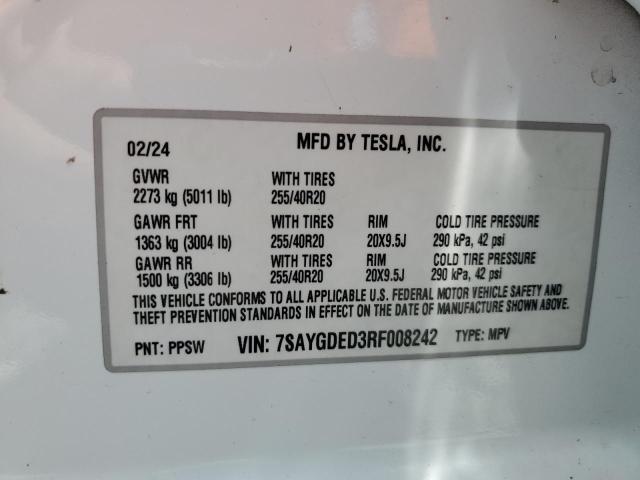 02/24 MFD BY TESLA, INC.
GVWR WITH TIRES
2273 kg (5011 lb) 255/40R20
GAWR FRT WITH TIRES RIM COLD TIRE PRESSURE
1363 kg (3004 lb) 255/40R20 20X9.5J 290 kPa, 42 psi
GAWR RR WITH TIRES RIM COLD TIRE PRESSURE
1500 kg (3306 lb) 255/40R20 20X9.5J 290 kPa, 42 psi
THIS VEHICLE CONFORMS TO ALL APPLICABLE U.S. FEDERAL MOTOR VEHICLE SAFETY AND
THEFT PREVENTION STANDARDS IN EFFECT ON THE DATE OF MANUFACTURE SHOWN ABOVE.
PNT: PPSW VIN: 7SAYGDED3RF008242 TYPE: MPV